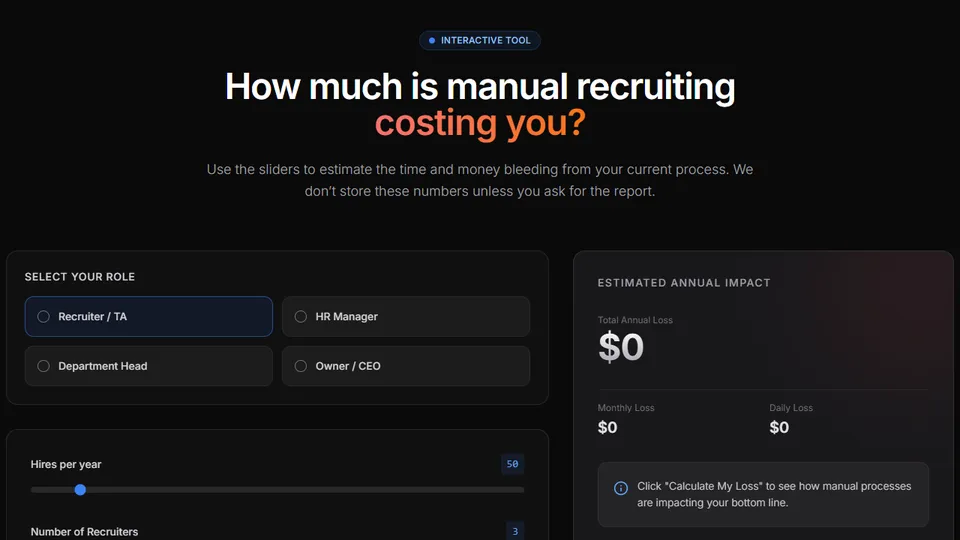 INTERACTIVE TOOL
How much is manual recruiting
costing you?
Use the sliders to estimate the time and money bleeding from your current process. We
don't store these numbers unless you ask for the report.
SELECT YOUR ROLE
Recruiter / TA
HR Manager
Department Head
Owner / CEO
Hires per year
50
Number of Recruiters
3
ESTIMATED ANNUAL IMPACT
Total Annual Loss
$0
Monthly Loss
Daily Loss
$0
$0
Click "Calculate My Loss" to see how manual processes
are impacting your bottom line.